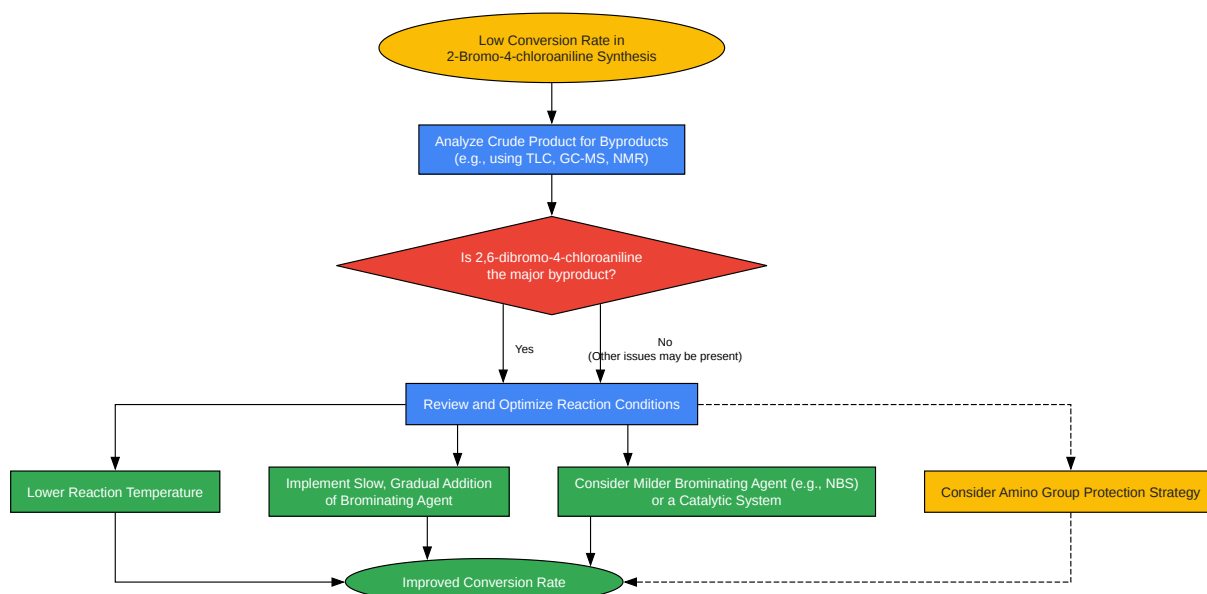 Low Conversion Rate in
2-Bromo-4-chloroaniline Synthesis
Analyze Crude Product for Byproducts
(e.g., using TLC, GC-MS, NMR)
Is 2,6-dibromo-4-chloroaniline
the major byproduct?
Yes
No
(Other issues may be present)
Review and Optimize Reaction Conditions
Lower Reaction Temperature
Implement Slow, Gradual Addition
of Brominating Agent
Consider Milder Brominating Agent (e.g., NBS)
or a Catalytic System
Consider Amino Group Protection Strategy
Improved Conversion Rate